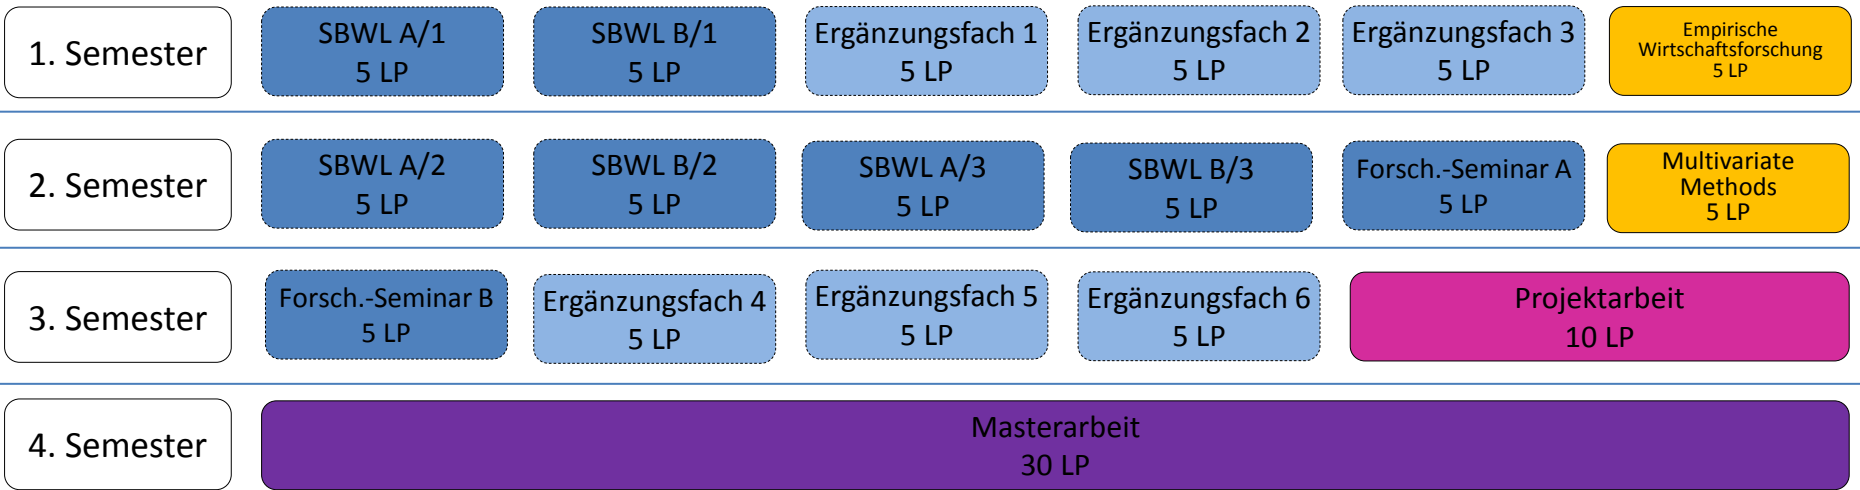 1. Semester
SBWL A/1
5 LP
SBWL B/1
5 LP
Ergänzungsfach 1
5 LP
Ergänzungsfach 2
5 LP
Ergänzungsfach 3
5 LP
Empirische
Wirtschaftsforschung
5 LP
2. Semester
SBWL A/2
5 LP
SBWL B/2
5 LP
SBWL A/3
5 LP
SBWL B/3
5 LP
Forsch.-Seminar A
5 LP
Multivariate
Methods
5 LP
3. Semester
Forsch.-Seminar B
5 LP
Ergänzungsfach 4
5 LP
Ergänzungsfach 5
5 LP
Ergänzungsfach 6
5 LP
Projektarbeit
10 LP
4. Semester
Masterarbeit
30 LP